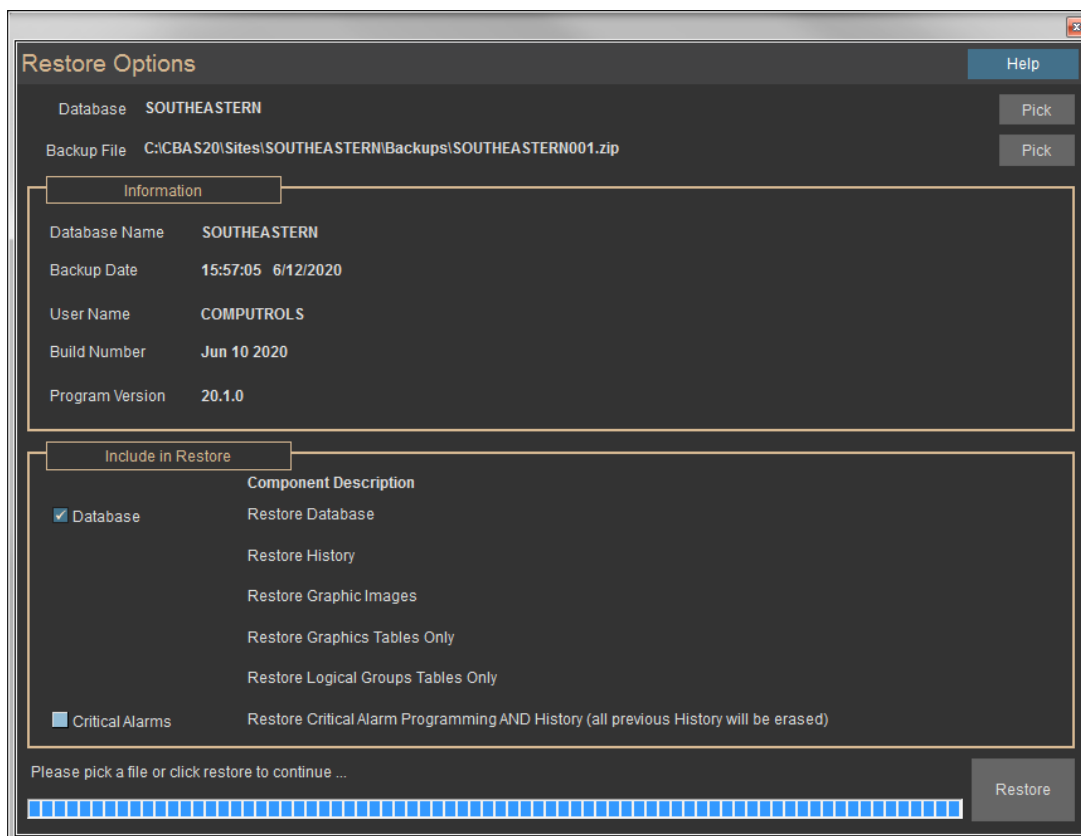 Restore Options Help
Database SOUTHEASTERN Pick
Backup File C:\CBAS20\Sites\SOUTHEASTERN\Backups\SOUTHEASTERN001.zip Pick
Information
Database Name SOUTHEASTERN
Backup Date 15:57:05 6/12/2020
User Name COMPUTROLS
Build Number Jun 10 2020
Program Version 20.1.0
Include in Restore
Component Description
Database Restore Database
Restore History
Restore Graphic Images
Restore Graphics Tables Only
Restore Logical Groups Tables Only
Critical Alarms Restore Critical Alarm Programming AND History (all previous History will be erased)
Please pick a file or click restore to continue ...
Restore